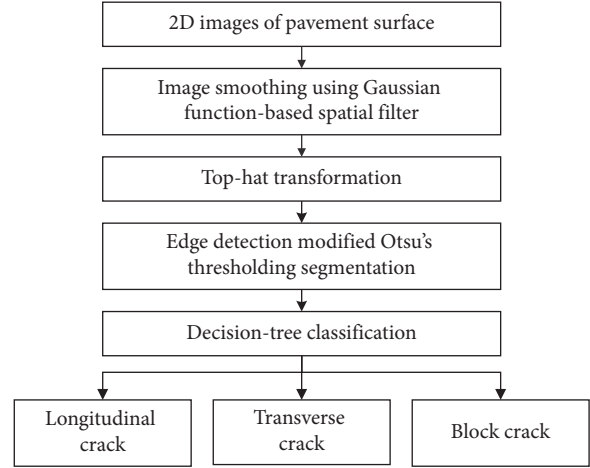 2D images of pavement surface
Image smoothing using Gaussian
function-based spatial filter
Top-hat transformation
Edge detection modified Otsu's
thresholding segmentation
Decision-tree classification
Longitudinal
crack
Transverse
crack
Block crack